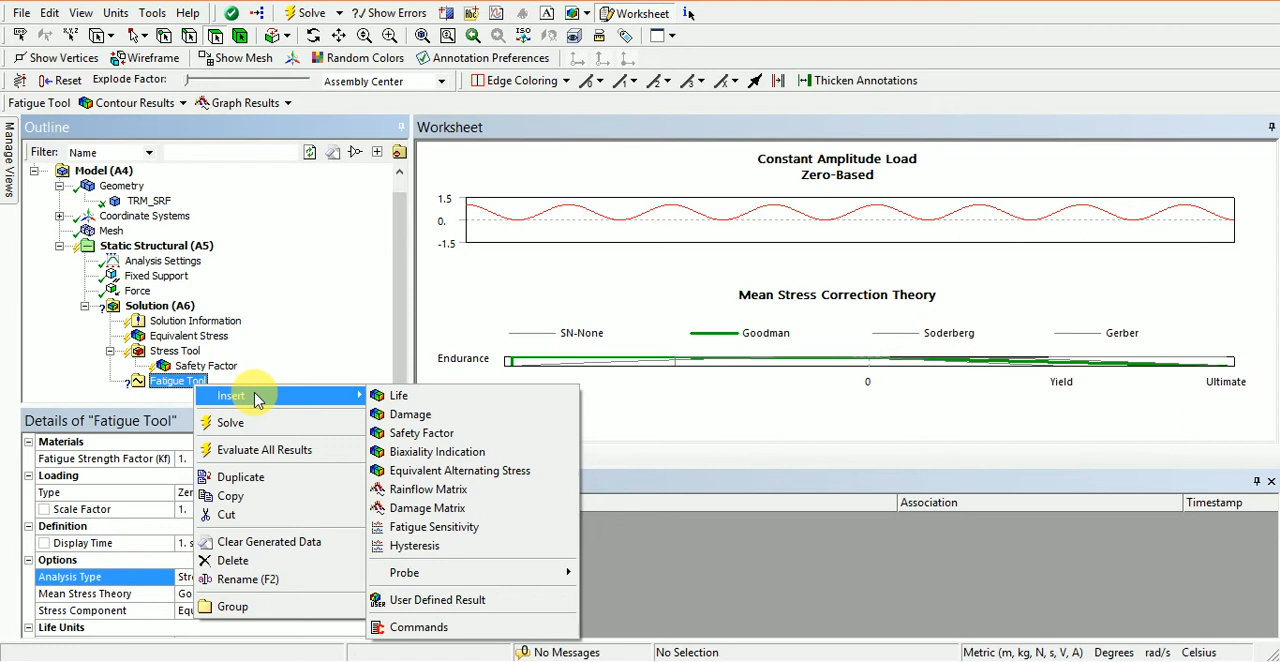 File Edit View Units Tools Help Solve ?/Show Errors Worksheet i
Show Vertices Wireframe Show Mesh Random Colors Annotation Preferences
Reset Explode Factor: Assembly Center Edge Coloring Thicken Annotations
Fatigue Tool Contour Results Graph Results
Manage Views
Outline
Filter: Name
Model (A4)
Geometry
TRM_SRF
Coordinate Systems
Mesh
Static Structural (A5)
Analysis Settings
Fixed Support
Force
Solution (A6)
Solution Information
Equivalent Stress
Stress Tool
Safety Factor
Fatigue Tool
Worksheet
Constant Amplitude Load
Zero-Based
1.5
0.
-1.5
Mean Stress Correction Theory
SN-None Goodman Soderberg Gerber
Endurance
0 Yield Ultimate
Insert
Solve
Evaluate All Results
Duplicate
Copy
Cut
Clear Generated Data
Delete
Rename (F2)
Group
Life
Damage
Safety Factor
Biaxiality Indication
Equivalent Alternating Stress
Rainflow Matrix
Damage Matrix
Fatigue Sensitivity
Hysteresis
Probe
User Defined Result
Commands
Details of "Fatigue Tool"
Materials
Fatigue Strength Factor (Kf) 1.
Loading
Type Zer
Scale Factor 1.
Definition
Display Time 1. s
Options
Analysis Type Str
Mean Stress Theory Go
Stress Component Equ
Life Units
Association Timestamp
No Messages No Selection Metric (m, kg, N, s, V, A) Degrees rad/s Celsius